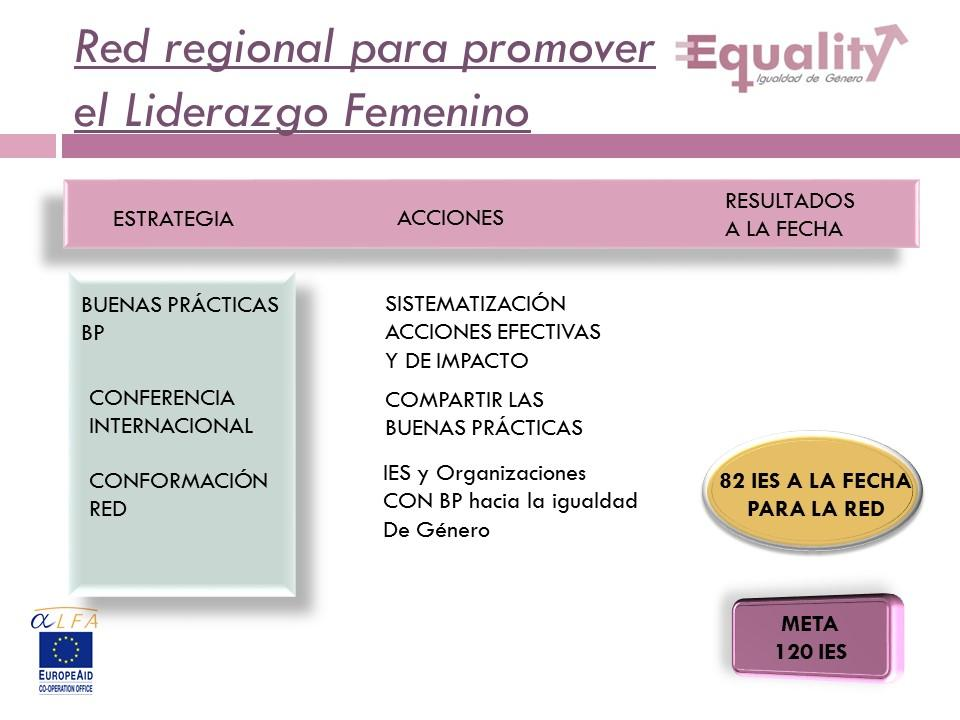 Red regional para promover
el Liderazgo Femenino
Equality
Igualdad de Género
ESTRATEGIA
ACCIONES
RESULTADOS
A LA FECHA
BUENAS PRÁCTICAS
BP
SISTEMATIZACIÓN
ACCIONES EFECTIVAS
Y DE IMPACTO
CONFERENCIA
INTERNACIONAL
COMPARTIR LAS
BUENAS PRÁCTICAS
CONFORMACIÓN
RED
IES y Organizaciones
CON BP hacia la igualdad
De Género
82 IES A LA FECHA
PARA LA RED
META
120 IES
αLFA
EUROPEAID
CO-OPERATION OFFICE